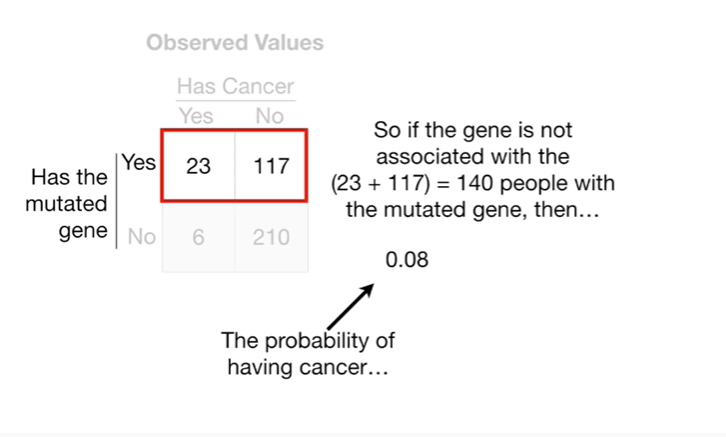 Observed Values
Has Cancer
Yes No
Has the
mutated
gene
Yes 23 117
No 6 210
So if the gene is not
associated with the
(23 + 117) = 140 people with
the mutated gene, then…
0.08
The probability of
having cancer…